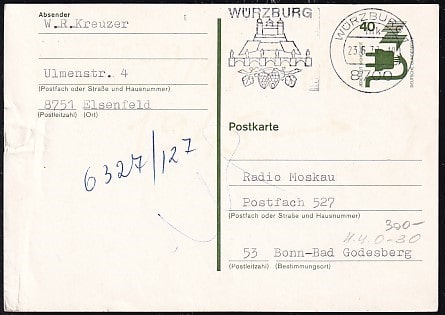 Absender
W.R.Kreuzer
Ulmenstr. 4
(Postfach oder Straße und Hausnummer)
8751 Elsenfeld
(Postleitzahl) (Ort)
WÜRZBURG
WÜRZBURG
8700
40
6327/127
Postkarte
Radio Moskau
Postfach 527
(Postfach oder Straße und Hausnummer)
300-
53 Bonn-Bad Godesberg
(Postleitzahl) (Bestimmungsort)